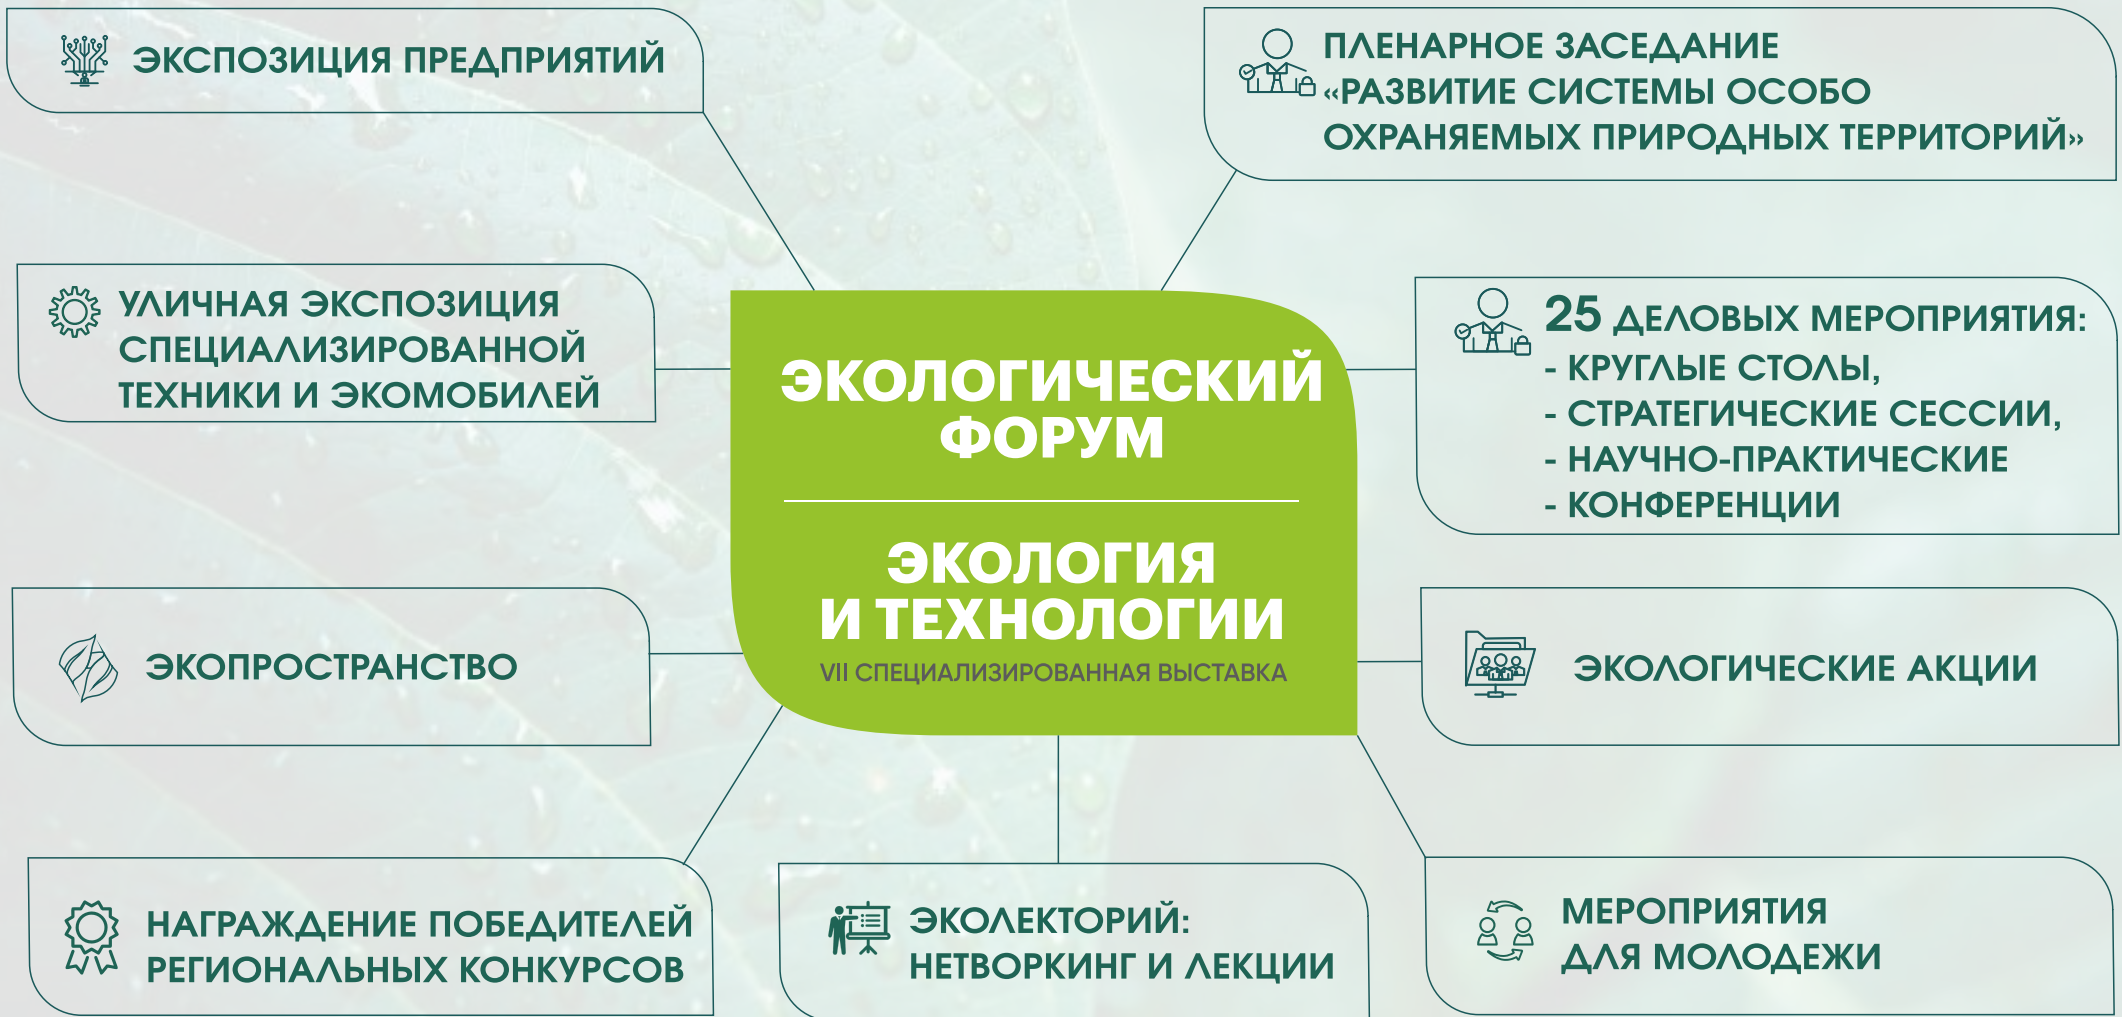 ЭКСПОЗИЦИЯ ПРЕДПРИЯТИЙ
ПЛЕНАРНОЕ ЗАСЕДАНИЕ
«РАЗВИТИЕ СИСТЕМЫ ОСОБО
ОХРАНЯЕМЫХ ПРИРОДНЫХ ТЕРРИТОРИЙ»
УЛИЧНАЯ ЭКСПОЗИЦИЯ
СПЕЦИАЛИЗИРОВАННОЙ
ТЕХНИКИ И ЭКОМОБИЛЕЙ
ЭКОЛОГИЧЕСКИЙ
ФОРУМ
ЭКОЛОГИЯ
И ТЕХНОЛОГИИ
VII СПЕЦИАЛИЗИРОВАННАЯ ВЫСТАВКА
25 ДЕЛОВЫХ МЕРОПРИЯТИЯ:
- КРУГЛЫЕ СТОЛЫ,
- СТРАТЕГИЧЕСКИЕ СЕССИИ,
- НАУЧНО-ПРАКТИЧЕСКИЕ
- КОНФЕРЕНЦИИ
ЭКОПРОСТРАНСТВО
ЭКОЛОГИЧЕСКИЕ АКЦИИ
НАГРАЖДЕНИЕ ПОБЕДИТЕЛЕЙ
РЕГИОНАЛЬНЫХ КОНКУРСОВ
ЭКОЛЕКТОРИЙ:
НЕТВОРКИНГ И ЛЕКЦИИ
МЕРОПРИЯТИЯ
ДЛЯ МОЛОДЕЖИ